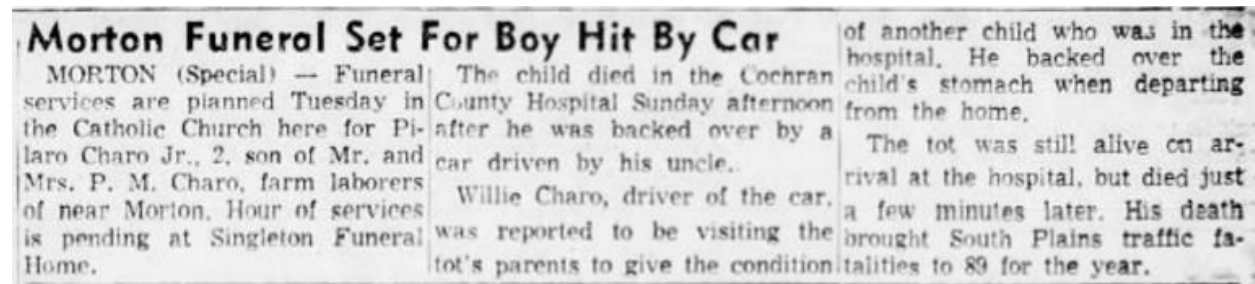 Morton Funeral Set For Boy Hit By Car
MORTON (Special) — Funeral
services are planned Tuesday in
the Catholic Church here for Pi-
laro Charo Jr., 2, son of Mr. and
Mrs. P. M. Charo, farm laborers
of near Morton. Hour of services
is pending at Singleton Funeral
Home.
The child died in the Cochran
County Hospital Sunday afternoon
after he was backed over by a
car driven by his uncle.
Willie Charo, driver of the car,
was reported to be visiting the
tot's parents to give the condition
of another child who was in the
hospital. He backed over the
child's stomach when departing
from the home.
The tot was still alive on ar-
rival at the hospital, but died just
a few minutes later. His death
brought South Plains traffic fa-
talities to 89 for the year.